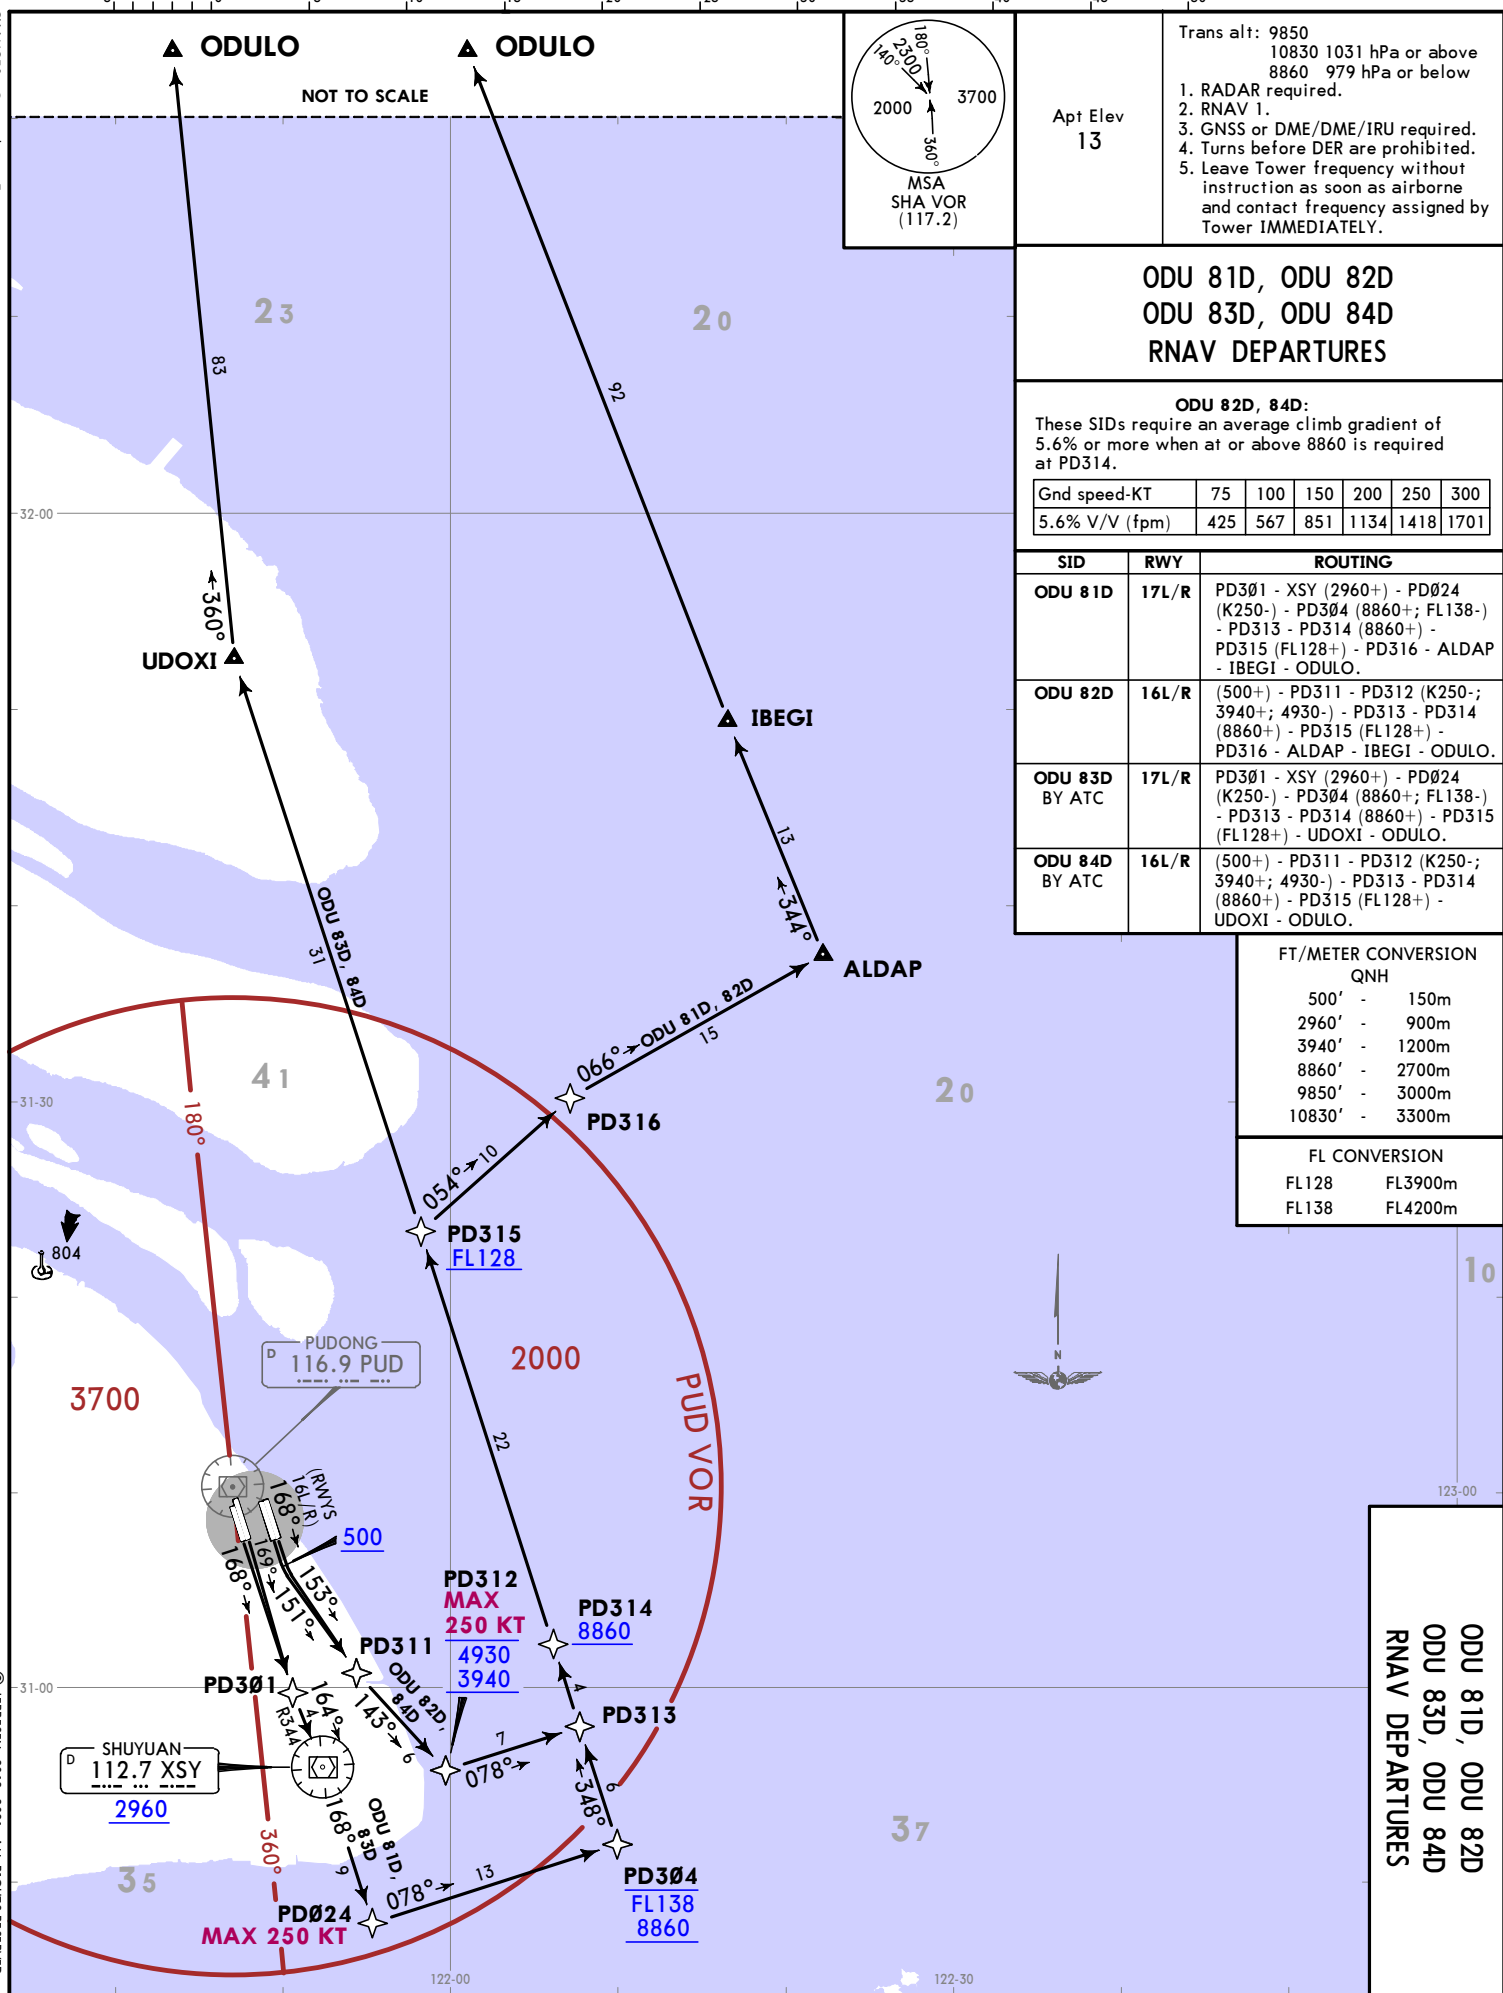 ODULO
ODULO
NOT TO SCALE
180°
140°
2300
2000
3700
360°
MSA
SHA VOR
(117.2)
Apt Elev
13
Trans alt: 9850
10830 1031 hPa or above
8860 979 hPa or below
1. RADAR required.
2. RNAV 1.
3. GNSS or DME/DME/IRU required.
4. Turns before DER are prohibited.
5. Leave Tower frequency without
instruction as soon as airborne
and contact frequency assigned by
Tower IMMEDIATELY.
ODU 81D, ODU 82D
ODU 83D, ODU 84D
RNAV DEPARTURES
ODU 82D, 84D:
These SIDs require an average climb gradient of
5.6% or more when at or above 8860 is required
at PD314.
Gnd speed-KT 75 100 150 200 250 300
5.6% V/V (fpm) 425 567 851 1134 1418 1701
SID RWY ROUTING
ODU 81D 17L/R PD3Ø1 - XSY (2960+) - PDØ24
(K250-) - PD3Ø4 (8860+; FL138-)
- PD313 - PD314 (8860+) -
PD315 (FL128+) - PD316 - ALDAP
- IBEGI - ODULO.
ODU 82D 16L/R (500+) - PD311 - PD312 (K250-;
3940+; 4930-) - PD313 - PD314
(8860+) - PD315 (FL128+) -
PD316 - ALDAP - IBEGI - ODULO.
ODU 83D 17L/R PD3Ø1 - XSY (2960+) - PDØ24
BY ATC (K250-) - PD3Ø4 (8860+; FL138-)
- PD313 - PD314 (8860+) - PD315
(FL128+) - UDOXI - ODULO.
ODU 84D 16L/R (500+) - PD311 - PD312 (K250-;
BY ATC 3940+; 4930-) - PD313 - PD314
(8860+) - PD315 (FL128+) -
UDOXI - ODULO.
FT/METER CONVERSION
QNH
500' - 150m
2960' - 900m
3940' - 1200m
8860' - 2700m
9850' - 3000m
10830' - 3300m
FL CONVERSION
FL128 FL3900m
FL138 FL4200m
23
20
83
92
32-00
360°
UDOXI
IBEGI
13
344°
ODU 83D, 84D
31
ALDAP
066°
ODU 81D, 82D
15
41
20
31-30
180°
PD316
054°
10
PD315
FL128
804
10
PUDONG
D 116.9 PUD
2000
3700
PUD VOR
22
N
123-00
(RWYS
16L/R)
168°
500
168°
169°
151°
153°
PD312
MAX
250 KT
4930
3940
PD314
8860
PD311
ODU 82D,
84D
143°
6
PD3Ø1
31-00
4
164°
R344
4
PD313
7
078°
SHUYUAN
D 112.7 XSY
2960
348°
6
168°
9
ODU 81D,
83D
360°
37
35
078°
13
PD3Ø4
FL138
8860
PDØ24
MAX 250 KT
122-00
122-30
ODU 81D, ODU 82D
ODU 83D, ODU 84D
RNAV DEPARTURES